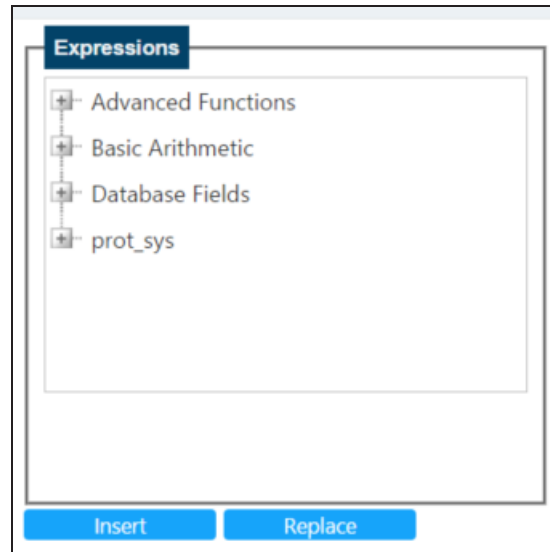 Expressions
Advanced Functions
Basic Arithmetic
Database Fields
prot_sys
Insert Replace